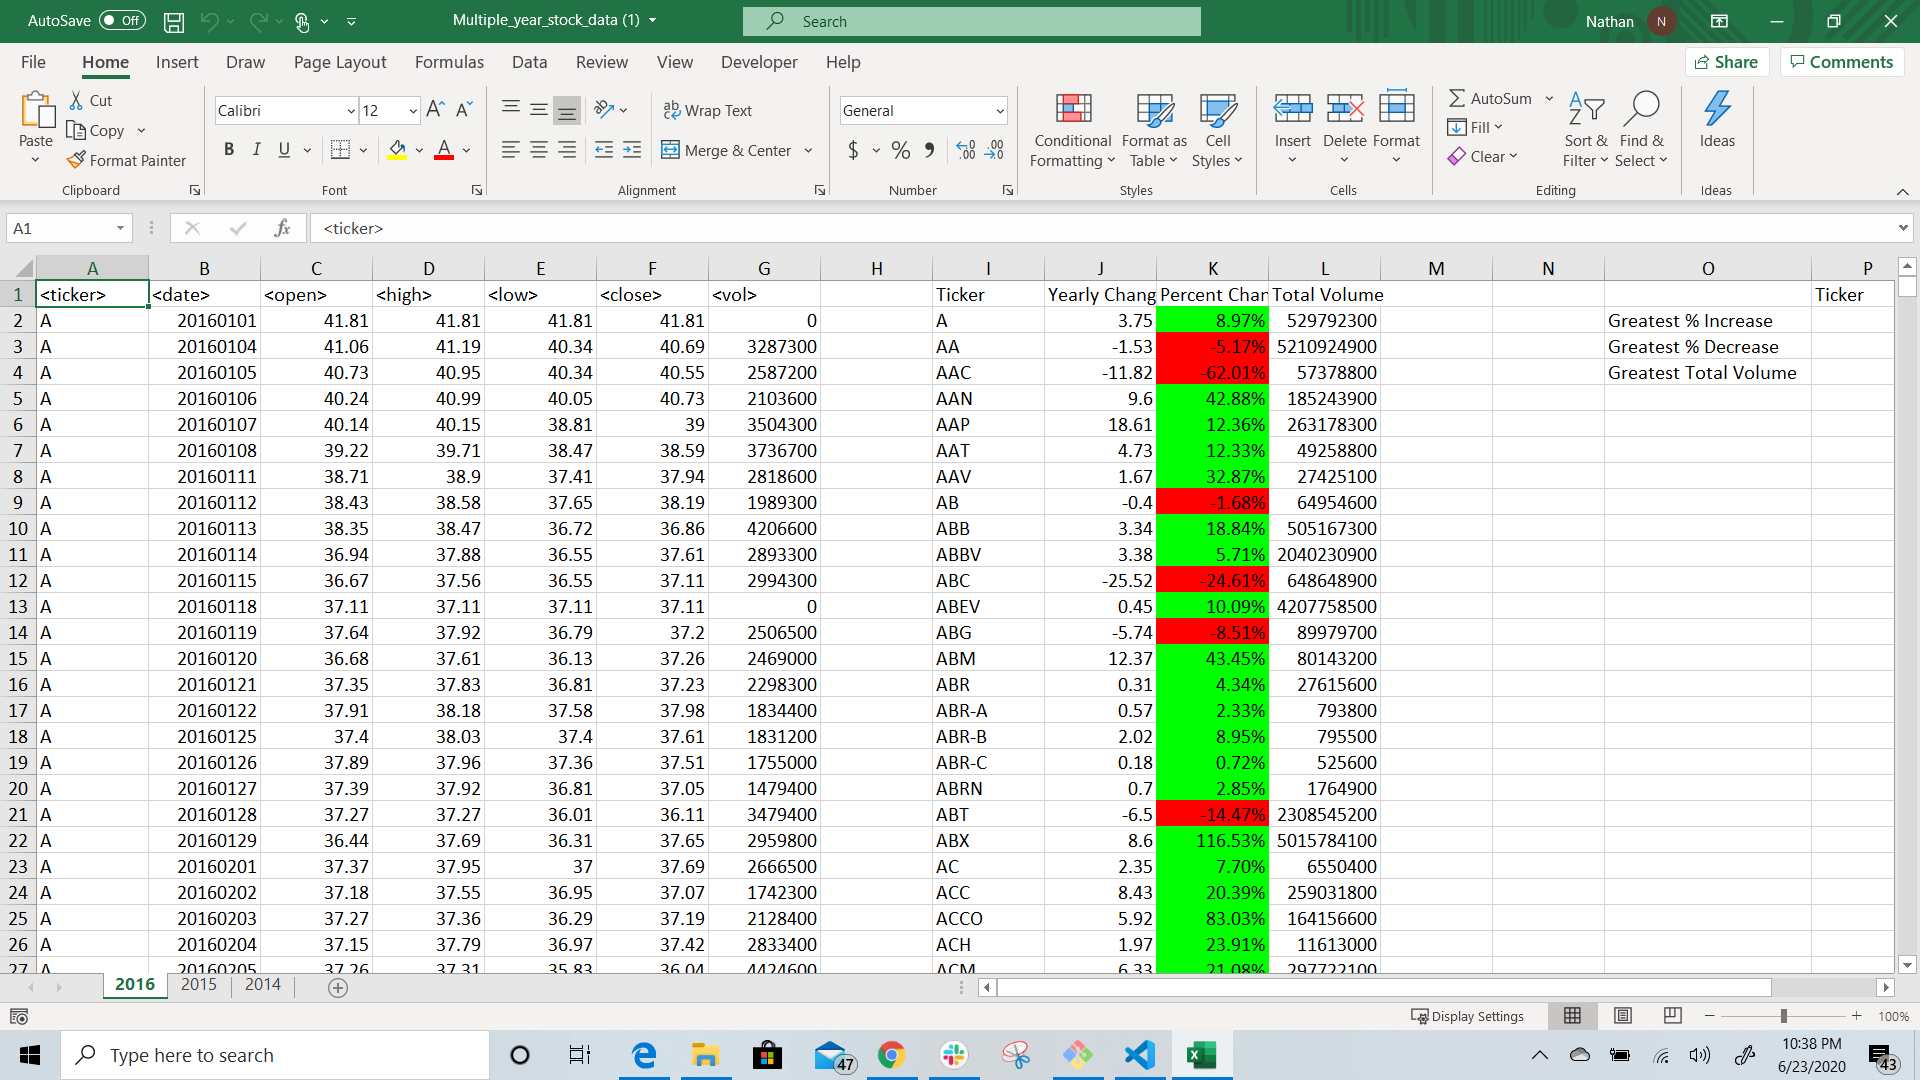 AutoSave Off Multiple_year_stock_data (1) Search Nathan N
File Home Insert Draw Page Layout Formulas Data Review View Developer Help Share Comments
Paste Cut Copy Format Painter Clipboard
Calibri 12 B I U A Font
ab Wrap Text Merge & Center Alignment
General $ % Number
Conditional Formatting Format as Table Cell Styles Styles
Insert Delete Format Cells
AutoSum Fill Clear Sort & Filter Find & Select Editing
Ideas Ideas
A1 fx <ticker>
A B C D E F G H I J K L M N O P
1 <ticker> <date> <open> <high> <low> <close> <vol> Ticker Yearly Chang Percent Chan Total Volume Ticker
2 A 20160101 41.81 41.81 41.81 41.81 0 A 3.75 8.97% 529792300 Greatest % Increase
3 A 20160104 41.06 41.19 40.34 40.69 3287300 AA -1.53 -5.17% 5210924900 Greatest % Decrease
4 A 20160105 40.73 40.95 40.34 40.55 2587200 AAC -11.82 -62.01% 57378800 Greatest Total Volume
5 A 20160106 40.24 40.99 40.05 40.73 2103600 AAN 9.6 42.88% 185243900
6 A 20160107 40.14 40.15 38.81 39 3504300 AAP 18.61 12.36% 263178300
7 A 20160108 39.22 39.71 38.47 38.59 3736700 AAT 4.73 12.33% 49258800
8 A 20160111 38.71 38.9 37.41 37.94 2818600 AAV 1.67 32.87% 27425100
9 A 20160112 38.43 38.58 37.65 38.19 1989300 AB -0.4 -1.68% 64954600
10 A 20160113 38.35 38.47 36.72 36.86 4206600 ABB 3.34 18.84% 505167300
11 A 20160114 36.94 37.88 36.55 37.61 2893300 ABBV 3.38 5.71% 2040230900
12 A 20160115 36.67 37.56 36.55 37.11 2994300 ABC -25.52 -24.61% 648648900
13 A 20160118 37.11 37.11 37.11 37.11 0 ABEV 0.45 10.09% 4207758500
14 A 20160119 37.64 37.92 36.79 37.2 2506500 ABG -5.74 -8.51% 89979700
15 A 20160120 36.68 37.61 36.13 37.26 2469000 ABM 12.37 43.45% 80143200
16 A 20160121 37.35 37.83 36.81 37.23 2298300 ABR 0.31 4.34% 27615600
17 A 20160122 37.91 38.18 37.58 37.98 1834400 ABR-A 0.57 2.33% 793800
18 A 20160125 37.4 38.03 37.4 37.61 1831200 ABR-B 2.02 8.95% 795500
19 A 20160126 37.89 37.96 37.36 37.51 1755000 ABR-C 0.18 0.72% 525600
20 A 20160127 37.39 37.92 36.81 37.05 1479400 ABRN 0.7 2.85% 1764900
21 A 20160128 37.27 37.27 36.01 36.11 3479400 ABT -6.5 -14.47% 2308545200
22 A 20160129 36.44 37.69 36.31 37.65 2959800 ABX 8.6 116.53% 5015784100
23 A 20160201 37.37 37.95 37 37.69 2666500 AC 2.35 7.70% 6550400
24 A 20160202 37.18 37.55 36.95 37.07 1742300 ACC 8.43 20.39% 259031800
25 A 20160203 37.27 37.36 36.29 37.19 2128400 ACCO 5.92 83.03% 164156600
26 A 20160204 37.15 37.79 36.97 37.42 2833400 ACH 1.97 23.91% 11613000
27 A 20160205 37.26 37.31 35.83 36.04 4424600 ACM 6.33 21.08% 297722100
2016 2015 2014
Display Settings 100%
Type here to search 47 10:38 PM
6/23/2020 43